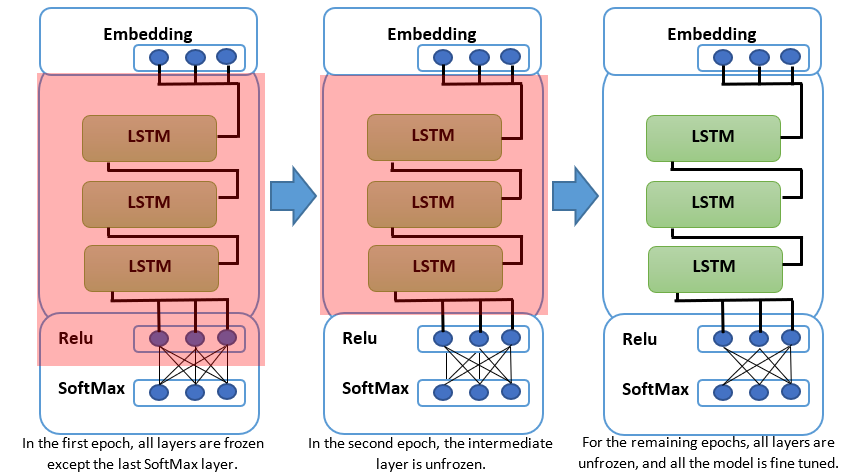 Embedding
LSTM
LSTM
LSTM
Relu
SoftMax
In the first epoch, all layers are frozen
except the last SoftMax layer.
Embedding
LSTM
LSTM
LSTM
Relu
SoftMax
In the second epoch, the intermediate
layer is unfrozen.
Embedding
LSTM
LSTM
LSTM
Relu
SoftMax
For the remaining epochs, all layers are
unfrozen, and all the model is fine tuned.